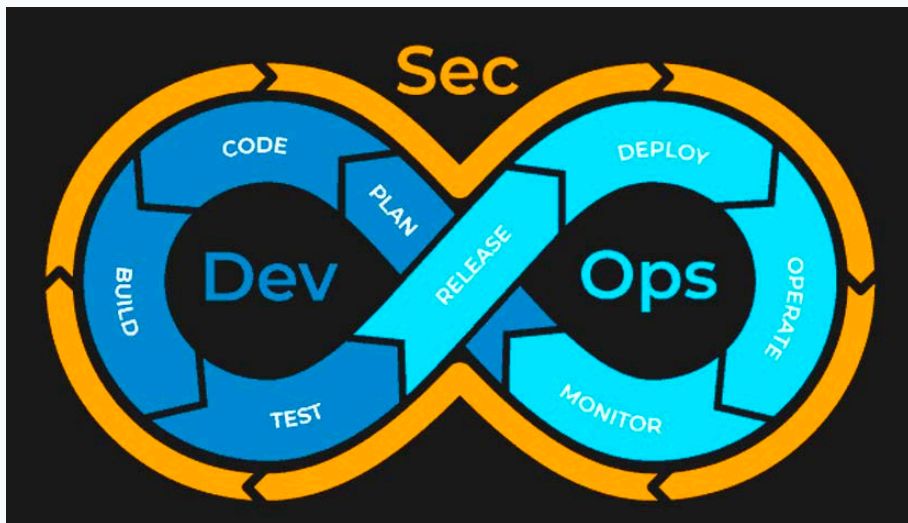 Sec
CODE
DEPLOY
PLAN
Dev
RELEASE
Ops
BUILD
OPERATE
TEST
MONITOR